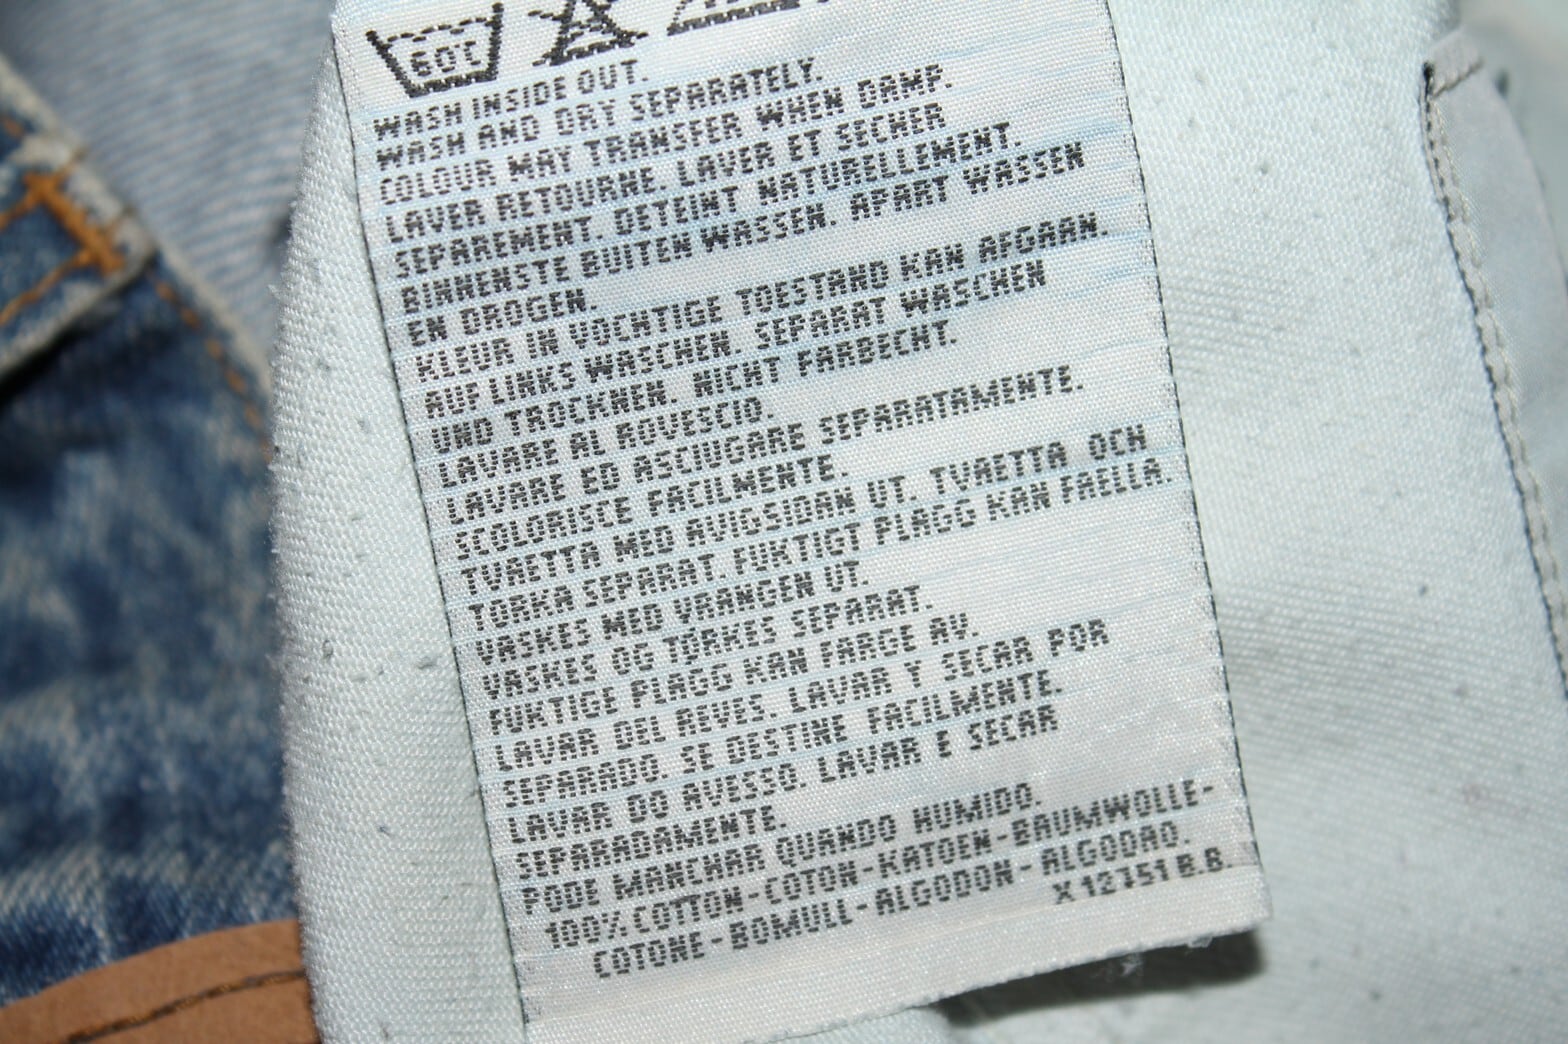 60°C
WASH INSIDE OUT.
WASH AND DRY SEPARATELY.
COLOUR MAY TRANSFER WHEN DAMP.
LAVER RETOURNE. LAVER ET SECHER
SEPAREMENT. DETEINT NATURELLEMENT.
BINNENSTE BUITEN WASSEN. APART WASSEN
EN DROGEN.
KLEUR IN VOCHTIGE TOESTAND KAN AFGAAN
AUF LINKS WASCHEN. SEPARAT WASCHEN
UND TROCKNEN. NICHT FARBECHT.
LAVARE AL ROVESCIO.
LAVARE ED ASCIUGARE SEPARATAMENTE.
SCOLORISCE FACILMENTE.
TVAETTA MED AVIGSIDAN UT. TVAETTA OCH
TORKA SEPARAT. FUKTIGT PLAGG KAN FAELLA.
VASKES MED VRANGEN UT.
VASKES OG TORKES SEPARAT.
FUKTIGE PLAGG KAN FARGE AV.
LAVAR DEL REVES. LAVAR Y SECAR POR
SEPARADO. SE DESTINE FACILMENTE.
LAVAR DO AVESSO. LAVAR E SECAR
SEPARADAMENTE.
PODE MANCHAR QUANDO HUMIDO.
100% COTTON-COTON-KATOEN-BAUMWOLLE-
COTONE-BOMULL-ALGODON-ALGODAO.